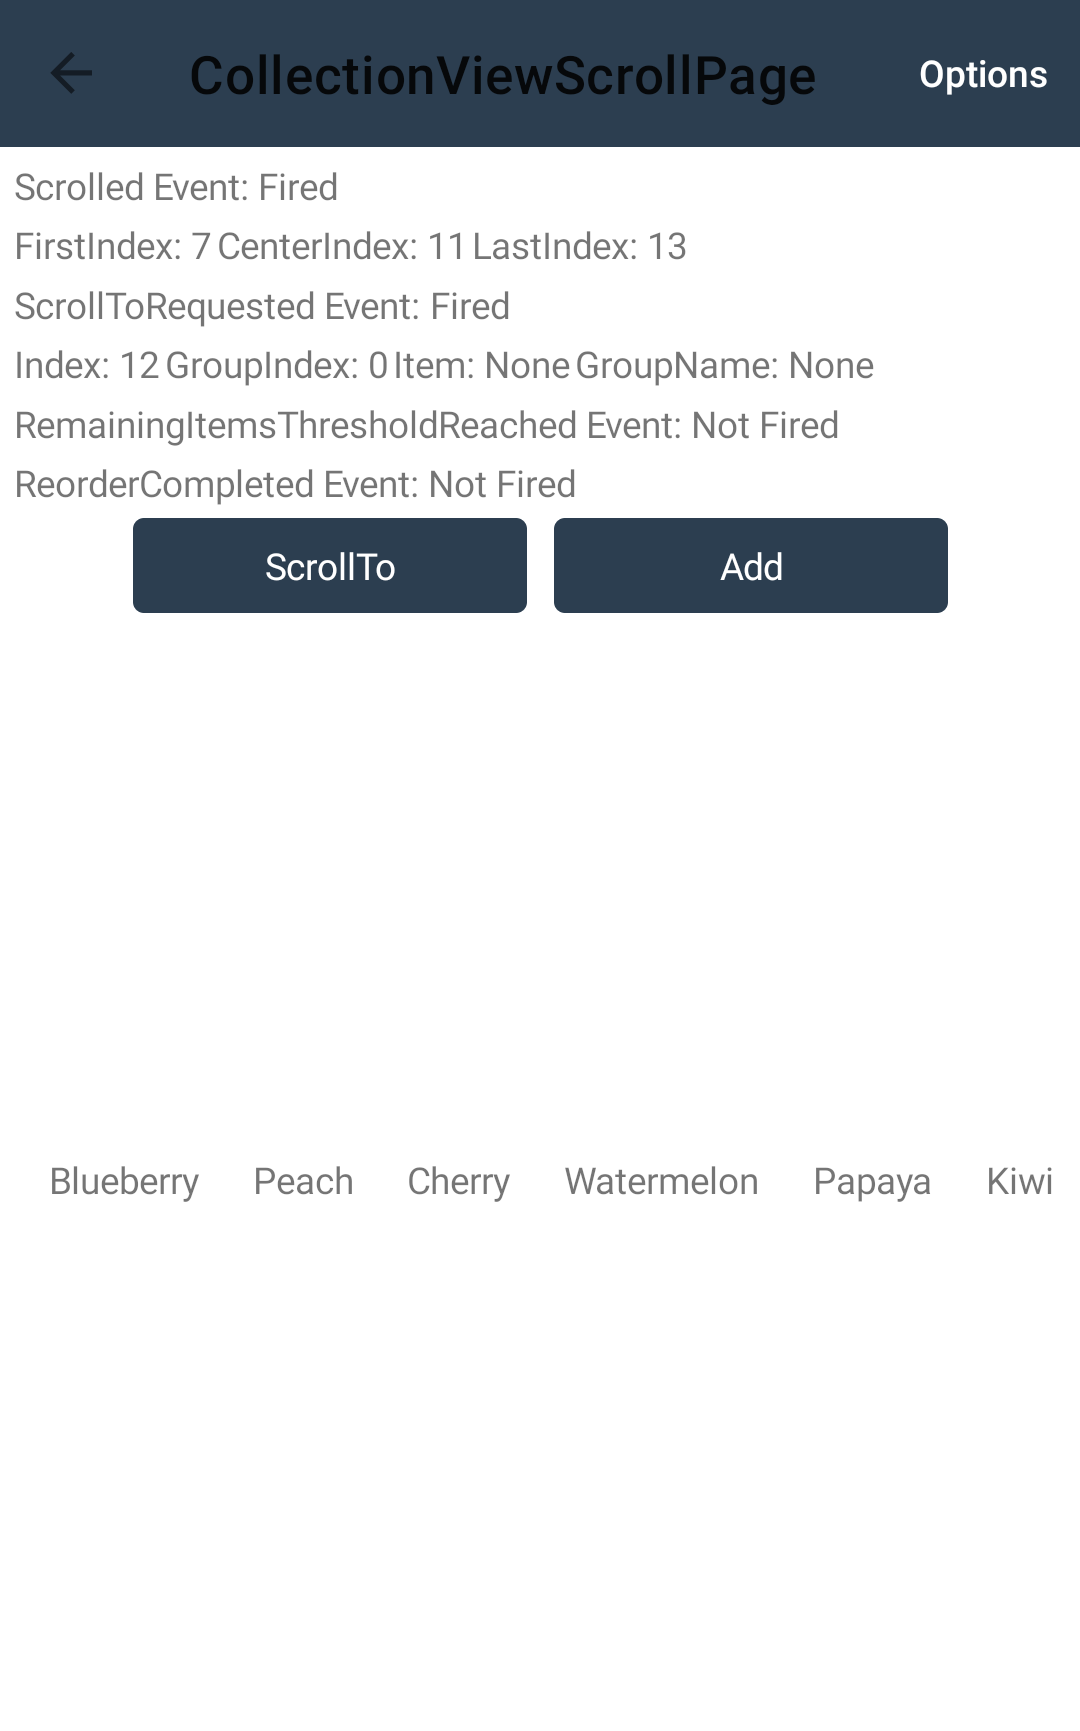 CollectionViewScrollPage Options
Scrolled Event: Fired
FirstIndex: 7 CenterIndex: 11 LastIndex: 13
ScrollToRequested Event: Fired
Index: 12 GroupIndex: 0 Item: None GroupName: None
RemainingItemsThresholdReached Event: Not Fired
ReorderCompleted Event: Not Fired
ScrollTo Add
Blueberry Peach Cherry Watermelon Papaya Kiwi